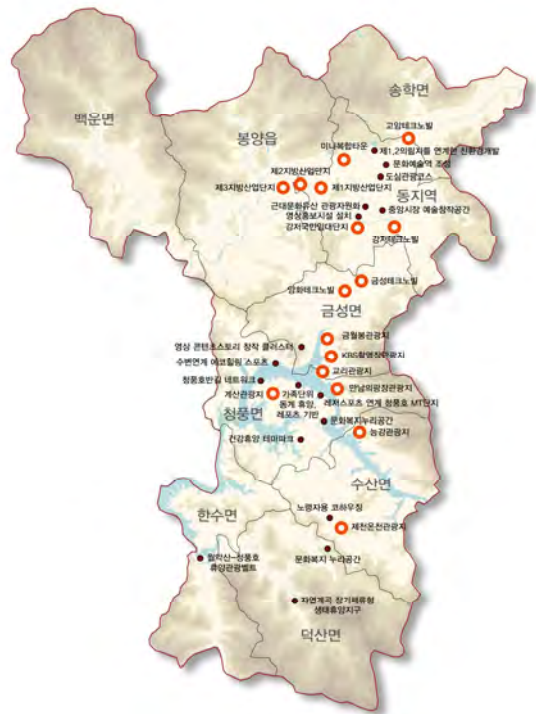 송학면
백운면
고암테크노빌
봉양읍
미니복합타운
제1,2의림지를 연계한 친환경개발
문화예술역 조성
제2지방산업단지
도심관광코스
제3지방산업단지
제1지방산업단지
동지역
근대문화유산 관광자원화
중앙시장 예술창작공간
영상홍보시설 설치
강저국민임대단지
강저테크노빌
금성테크노빌
양화테크노빌
금성면
금월봉관광지
영상 콘텐츠스토리 창작 클러스터
KBS촬영장관광지
수변연계 에코힐링 스포츠
교리관광지
청풍호반길 네트워크
계산관광지
가족단위
동계 휴양,
레포츠 기반
만남의광장관광지
레저스포츠 연계 청풍호 MT단지
청풍면
문화복지누리공간
건강휴양 테마파크
능강관광지
수산면
한수면
노령자용 코하우징
제천온천관광지
월악산-청풍호
휴양관광벨트
문화복지 누리공간
자연계곡 장기체류형
생태휴양지구
덕산면